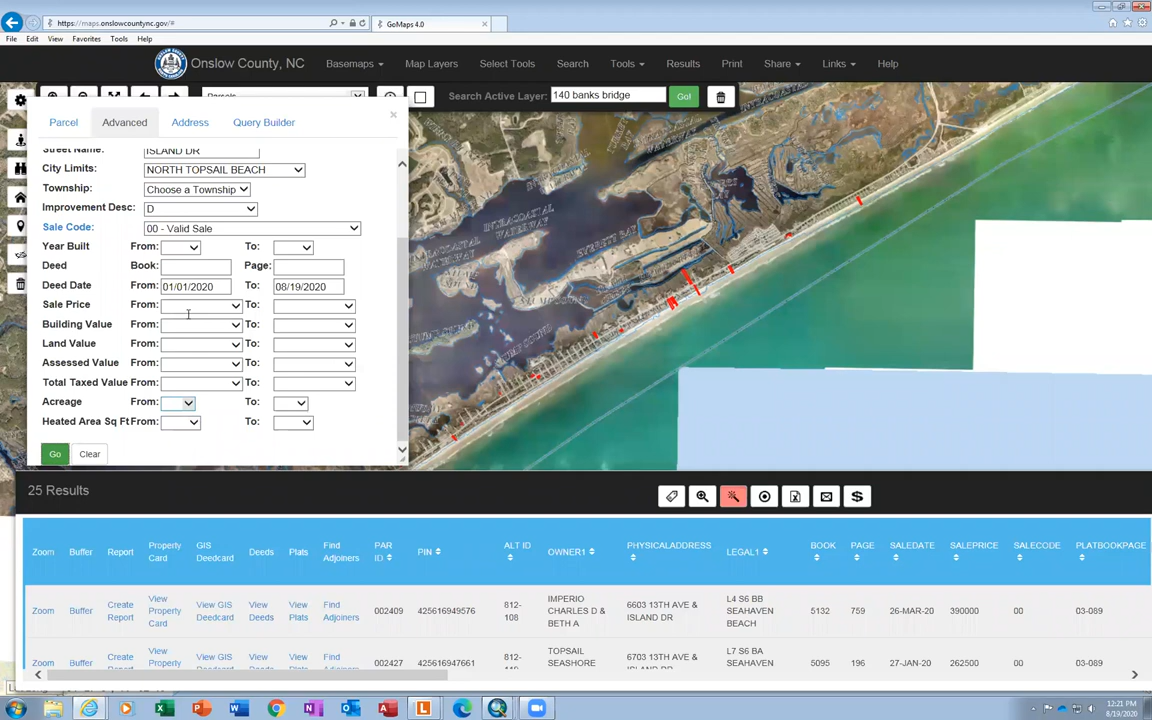 https://maps.onslowcountync.gov/#
GoMaps 4.0
File Edit View Favorites Tools Help
Onslow County, NC
Basemaps Map Layers Select Tools Search Tools Results Print Share Links Help
Parcels
Search Active Layer: 140 banks bridge Go!
Parcel Advanced Address Query Builder
Street Name: ISLAND DR
City Limits: NORTH TOPSAIL BEACH
Township: Choose a Township
Improvement Desc: D
Sale Code: 00 - Valid Sale
Year Built From: To:
Deed Book: Page:
Deed Date From: 01/01/2020 To: 08/19/2020
Sale Price From: To:
Building Value From: To:
Land Value From: To:
Assessed Value From: To:
Total Taxed Value From: To:
Acreage From: To:
Heated Area Sq Ft From: To:
Go Clear
INTRACOASTAL
WATERWAY
EVERETT BAY
25 Results
Zoom Buffer Report Property Card GIS Deedcard Deeds Plats Find Adjoiners PAR ID PIN ALT ID OWNER1 PHYSICALADDRESS LEGAL1 BOOK PAGE SALEDATE SALEPRICE SALECODE PLATBOOKPAGE
Zoom Buffer Create Report View Property Card View GIS Deedcard View Deeds View Plats Find Adjoiners 002409 425616949576 812-108 IMPERIO CHARLES D & BETH A 6603 13TH AVE & ISLAND DR L4 S6 BB SEAHAVEN BEACH 5132 759 26-MAR-20 390000 00 03-089
Zoom Buffer Create Report View Property View GIS Deedcard View Deeds View Plats Find Adjoiners 002427 425616947661 812- TOPSAIL SEASHORE 6703 13TH AVE & ISLAND DR L7 S6 BA SEAHAVEN BEACH 5095 196 27-JAN-20 262500 00 03-089
12:21 PM
8/19/2020